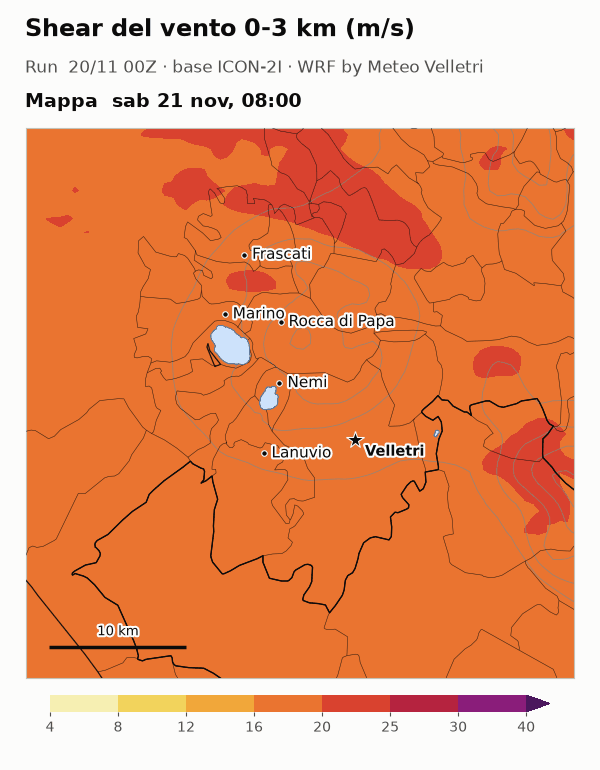 Shear del vento 0-3 km (m/s)
Run  20/11 00Z · base ICON-2I · WRF by Meteo Velletri
Mappa  sab 21 nov, 08:00
Frascati
Marino
Rocca di Papa
Nemi
Velletri
Lanuvio
10 km
4 8 12 16 20 25 30 40